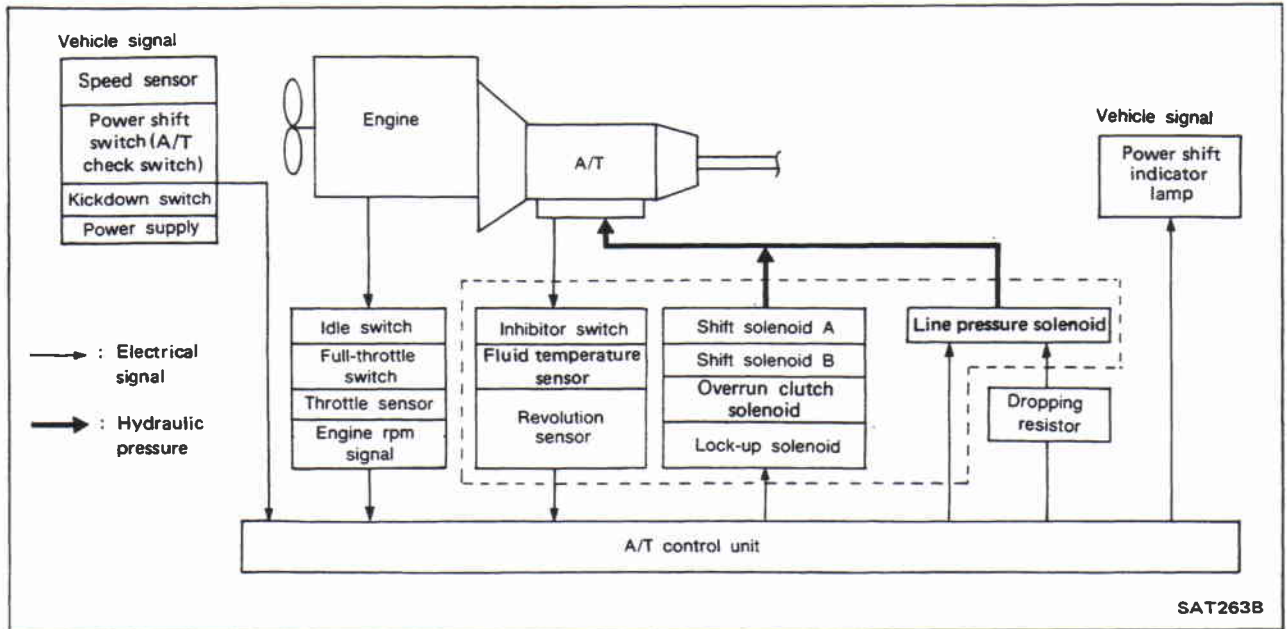 Vehicle signal
Speed sensor
Power shift
switch (A/T
check switch)
Kickdown switch
Power supply
Engine
A/T
Vehicle signal
Power shift
indicator
lamp
: Electrical
signal
: Hydraulic
pressure
Idle switch
Full-throttle
switch
Throttle sensor
Engine rpm
signal
Inhibitor switch
Fluid temperature
sensor
Revolution
sensor
Shift solenoid A
Shift solenoid B
Overrun clutch
solenoid
Lock-up solenoid
Line pressure solenoid
Dropping
resistor
A/T control unit
SAT263B